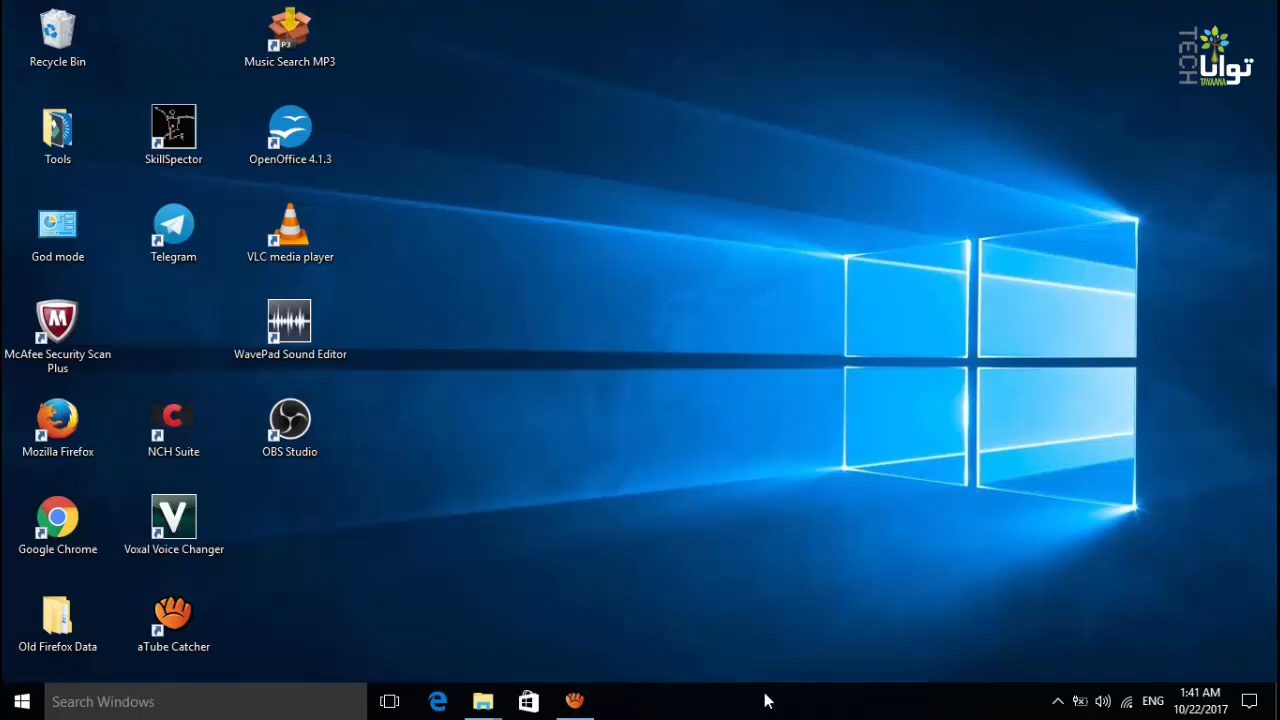 Recycle Bin
Music Search MP3
P3
TECH
توانا
TAVAANA
Tools
SkillSpector
OpenOffice 4.1.3
God mode
Telegram
VLC media player
McAfee Security Scan
Plus
WavePad Sound Editor
Mozilla Firefox
NCH Suite
OBS Studio
Google Chrome
Voxal Voice Changer
Old Firefox Data
aTube Catcher
Search Windows
ENG
1:41 AM
10/22/2017